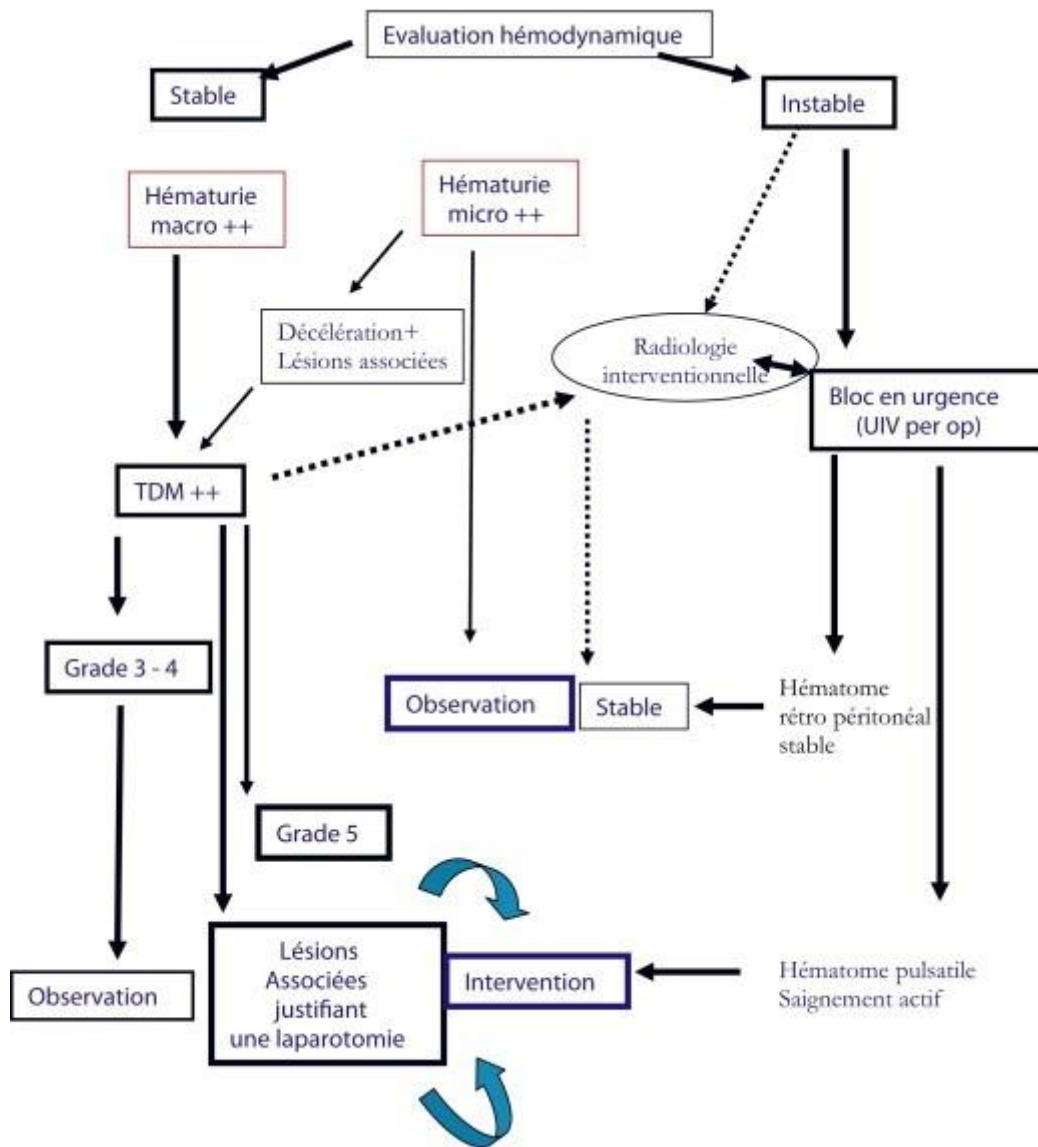 Evaluation hémodynamique
Stable
Instable
Hématurie
macro ++
Hématurie
micro ++
Décélération+
Lésions associées
Radiologie
interventionnelle
Bloc en urgence
(UIV per op)
TDM ++
Grade 3 - 4
Observation
Stable
Hématome
rétro péritonéal
stable
Grade 5
Lésions
Associées
justifiant
une laparotomie
Intervention
Hématome pulsatile
Saignement actif
Observation